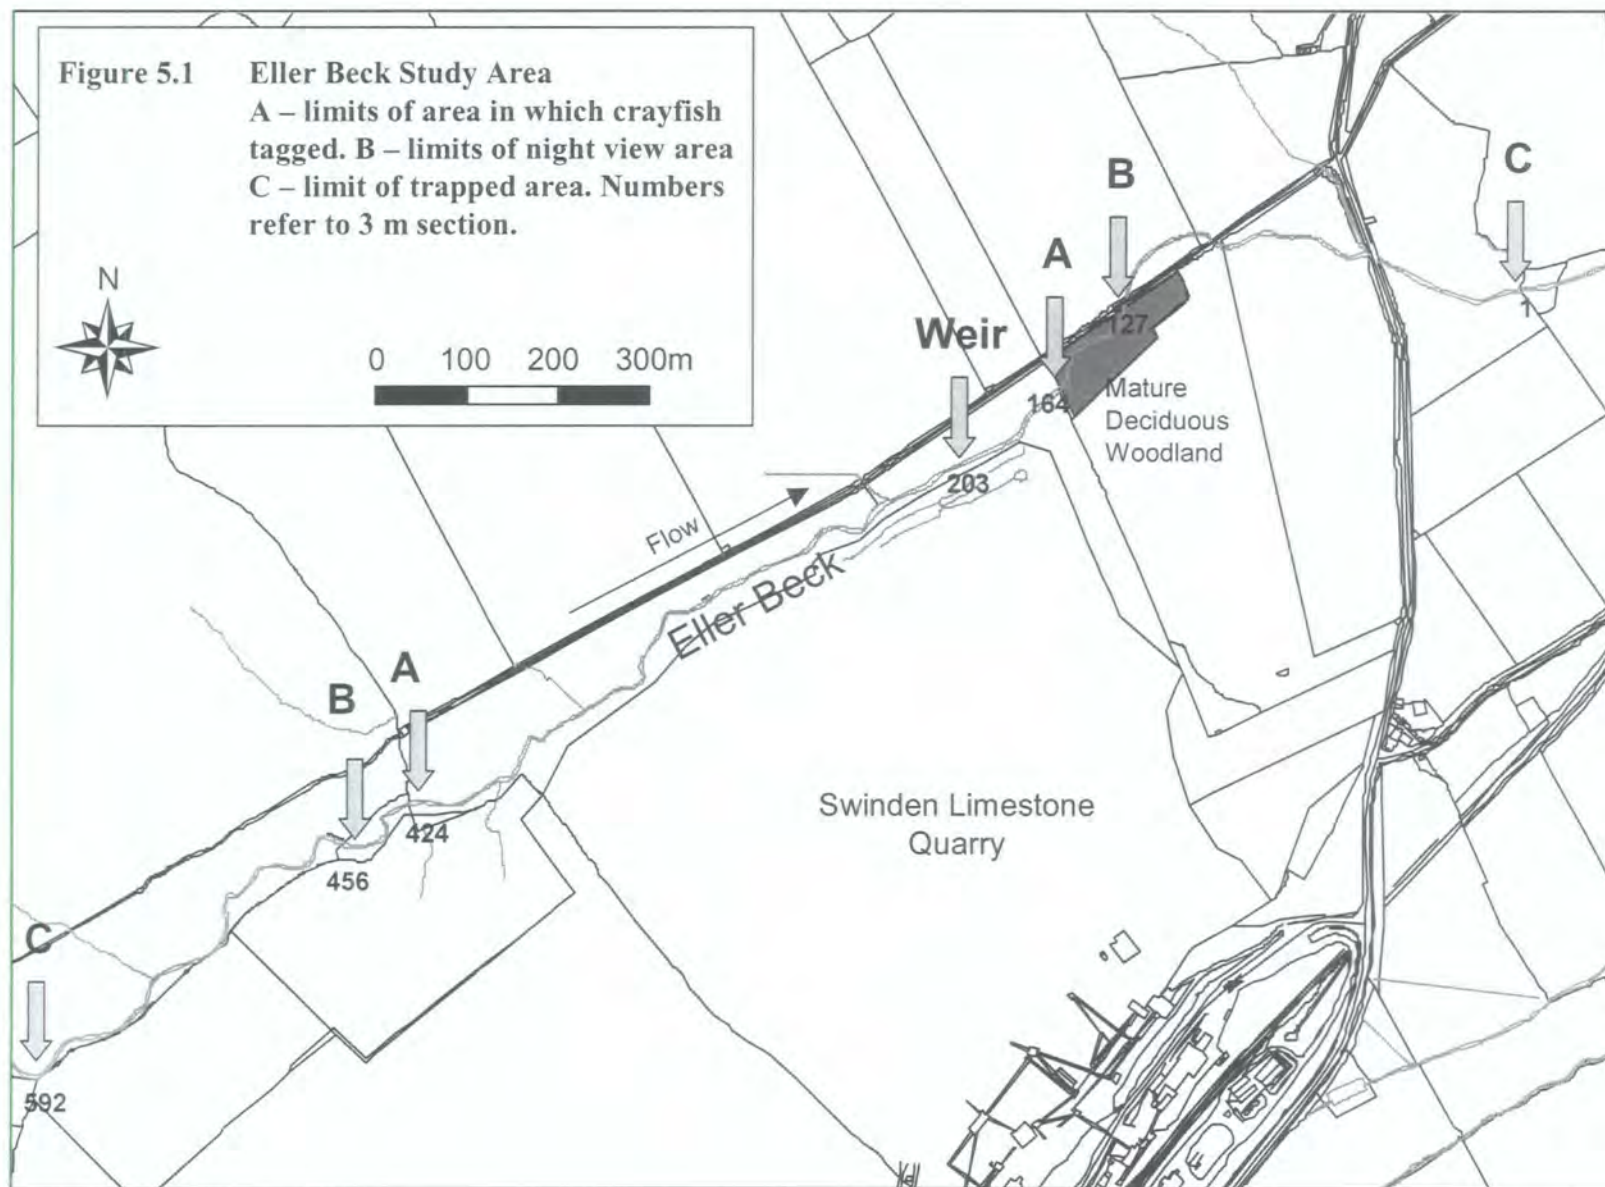 Figure 5.1 Eller Beck Study Area
A – limits of area in which crayfish
tagged. B – limits of night view area
C – limit of trapped area. Numbers
refer to 3 m section.
N
0 100 200 300m
B
C
A
Weir
127
1
164
Mature
Deciduous
Woodland
203
Flow
Eller Beck
A
B
424
456
Swinden Limestone
Quarry
C
592